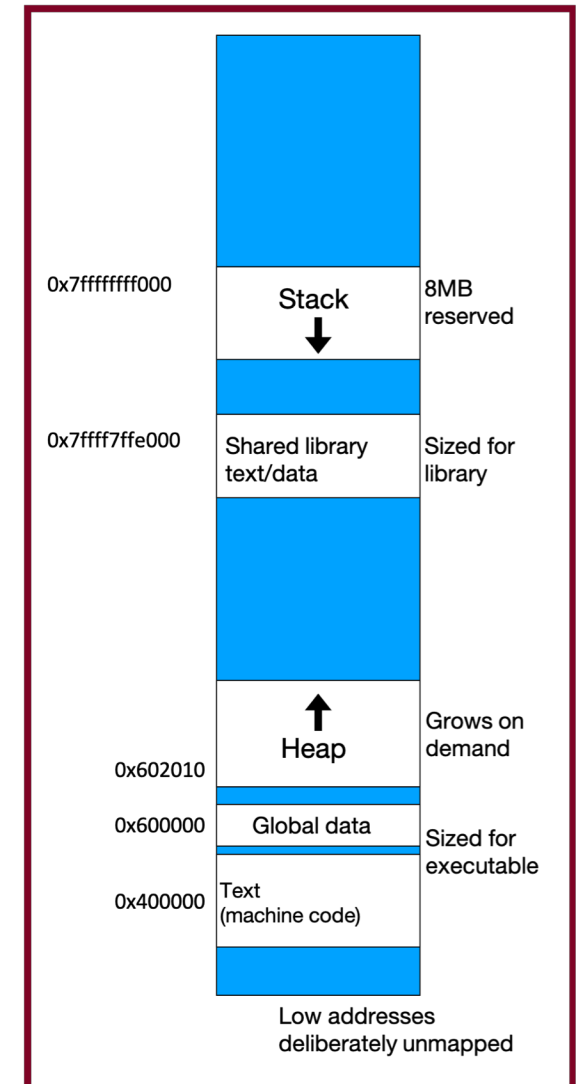 0x7ffffffff000
Stack
8MB
reserved
0x7ffff7ffe000
Shared library
text/data
Sized for
library
Heap
Grows on
demand
0x602010
0x600000
Global data
Sized for
executable
0x400000
Text
(machine code)
Low addresses
deliberately unmapped